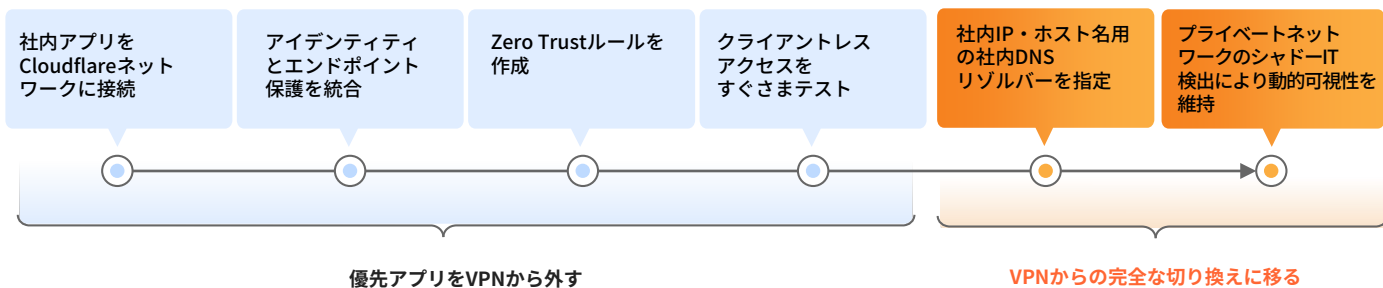 社内アプリを
Cloudflareネット
ワークに接続
アイデンティティ
とエンドポイント
保護を統合
Zero Trustルールを
作成
クライアントレス
アクセスを
すぐさまテスト
社内IP・ホスト名用
の社内DNS
リゾルバーを指定
プライベートネット
ワークのシャドーIT
検出により動的可視性を
維持
優先アプリをVPNから外す
VPNからの完全な切り換えに移る